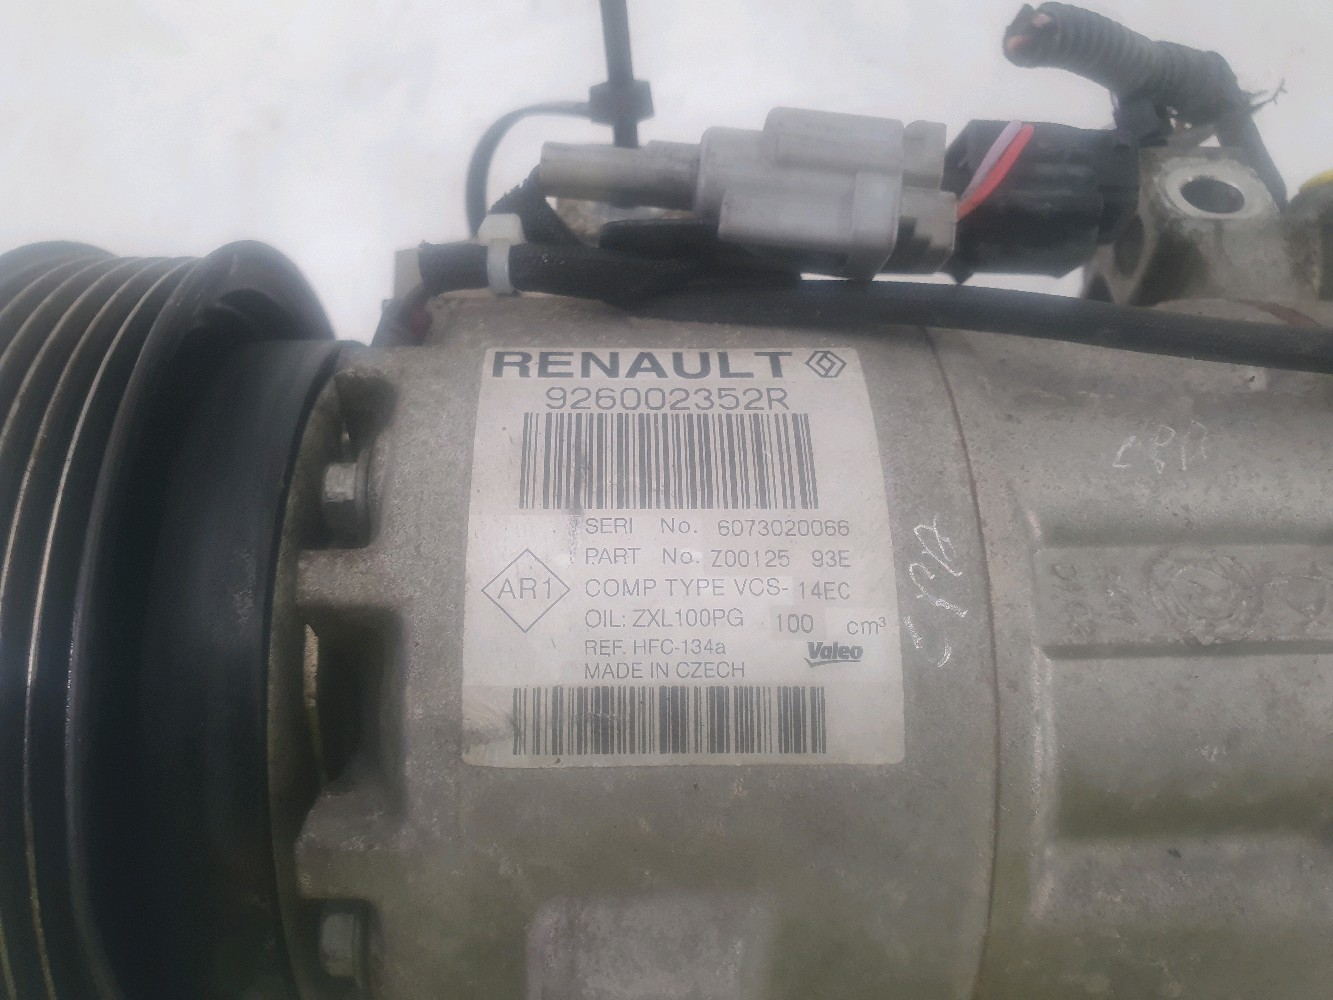 RENAULT
926002352R
SERI No. 6073020066
PART No. Z00125 93E
AR1
COMP TYPE VCS-14EC
OIL: ZXL100PG 100 cm³
REF. HFC-134a
Valeo
MADE IN CZECH